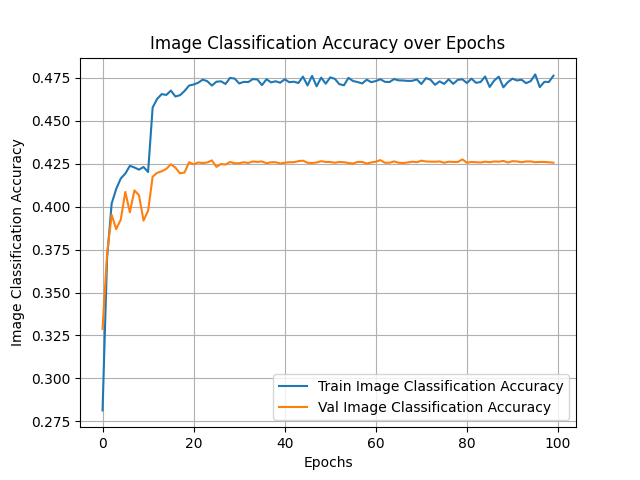 Image Classification Accuracy over Epochs
Image Classification Accuracy
0.475
0.450
0.425
0.400
0.375
0.350
0.325
0.300
0.275
Train Image Classification Accuracy
Val Image Classification Accuracy
0 20 40 60 80 100
Epochs